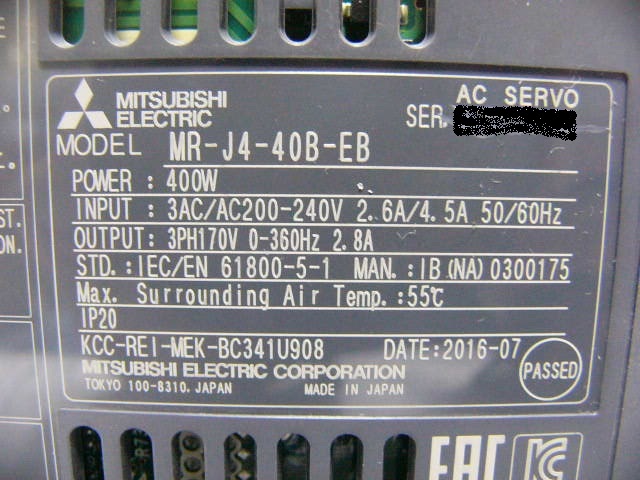 MITSUBISHI
ELECTRIC
AC SERVO
SER.
MODEL MR-J4-40B-EB
POWER : 400W
INPUT : 3AC/AC200-240V 2.6A/4.5A 50/60Hz
OUTPUT: 3PH170V 0-360Hz 2.8A
STD.:IEC/EN 61800-5-1 MAN.:IB(NA)0300175
Max. Surrounding Air Temp.:55℃
IP20
KCC-REI-MEK-BC341U908 DATE:2016-07
MITSUBISHI ELECTRIC CORPORATION
TOKYO 100-8310, JAPAN MADE IN JAPAN
PASSED
ST.
ON.
EAC